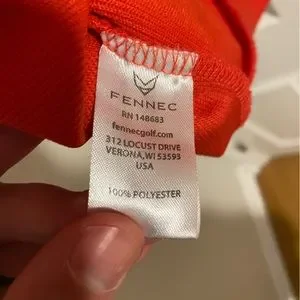 FENNEC
RN 148683
fennecgolf.com
312 LOCUST DRIVE
VERONA, WI 53593
USA
100% POLYESTER